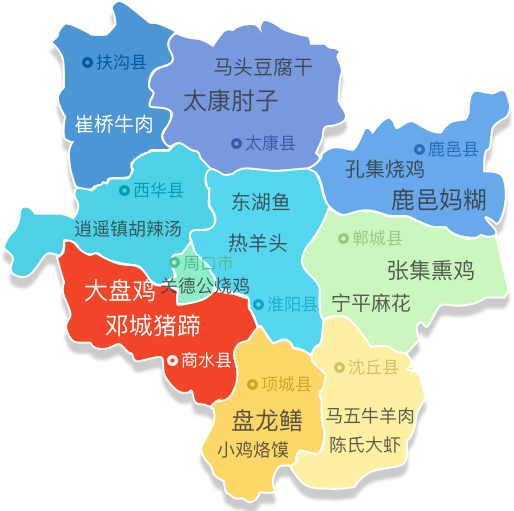 扶沟县
马头豆腐干
太康肘子
崔桥牛肉
太康县
鹿邑县
孔集烧鸡
西华县
鹿邑妈糊
东湖鱼
逍遥镇胡辣汤
热羊头
郸城县
周口市
张集熏鸡
关德公烧鸡
大盘鸡
淮阳县
宁平麻花
邓城猪蹄
商水县
沈丘县
项城县
盘龙鳝
马五牛羊肉
小鸡烙馍
陈氏大虾